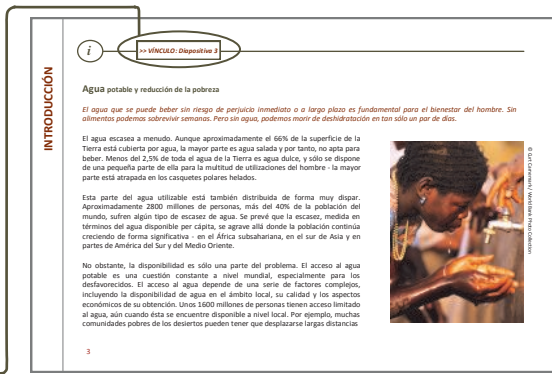 i
>> VÍNCULO: Diapositiva 3
INTRODUCCIÓN
Agua potable y reducción de la pobreza
El agua que se puede beber sin riesgo de perjuicio inmediato o a largo plazo es fundamental para el bienestar del hombre. Sin
alimentos podemos sobrevivir semanas. Pero sin agua, podemos morir de deshidratación en tan sólo un par de días.
El agua escasea a menudo. Aunque aproximadamente el 66% de la superficie de la
Tierra está cubierta por agua, la mayor parte es agua salada y por tanto, no apta para
beber. Menos del 2,5% de toda el agua de la Tierra es agua dulce, y sólo se dispone
de una pequeña parte de ella para la multitud de utilizaciones del hombre - la mayor
parte está atrapada en los casquetes polares helados.
Esta parte del agua utilizable está también distribuida de forma muy dispar.
Aproximadamente 2800 millones de personas, más del 40% de la población del
mundo, sufren algún tipo de escasez de agua. Se prevé que la escasez, medida en
términos del agua disponible per cápita, se agrave allá donde la población continúa
creciendo de forma significativa - en el África subsahariana, en el sur de Asia y en
partes de América del Sur y del Medio Oriente.
No obstante, la disponibilidad es sólo una parte del problema. El acceso al agua
potable es una cuestión constante a nivel mundial, especialmente para los
desfavorecidos. El acceso al agua depende de una serie de factores complejos,
incluyendo la disponibilidad de agua en el ámbito local, su calidad y los aspectos
económicos de su obtención. Unos 1600 millones de personas tienen acceso limitado
al agua, aún cuando ésta se encuentre disponible a nivel local. Por ejemplo, muchas
comunidades pobres de los desiertos pueden tener que desplazarse largas distancias
© Curt Carnemark / World Bank Photo Collection
3